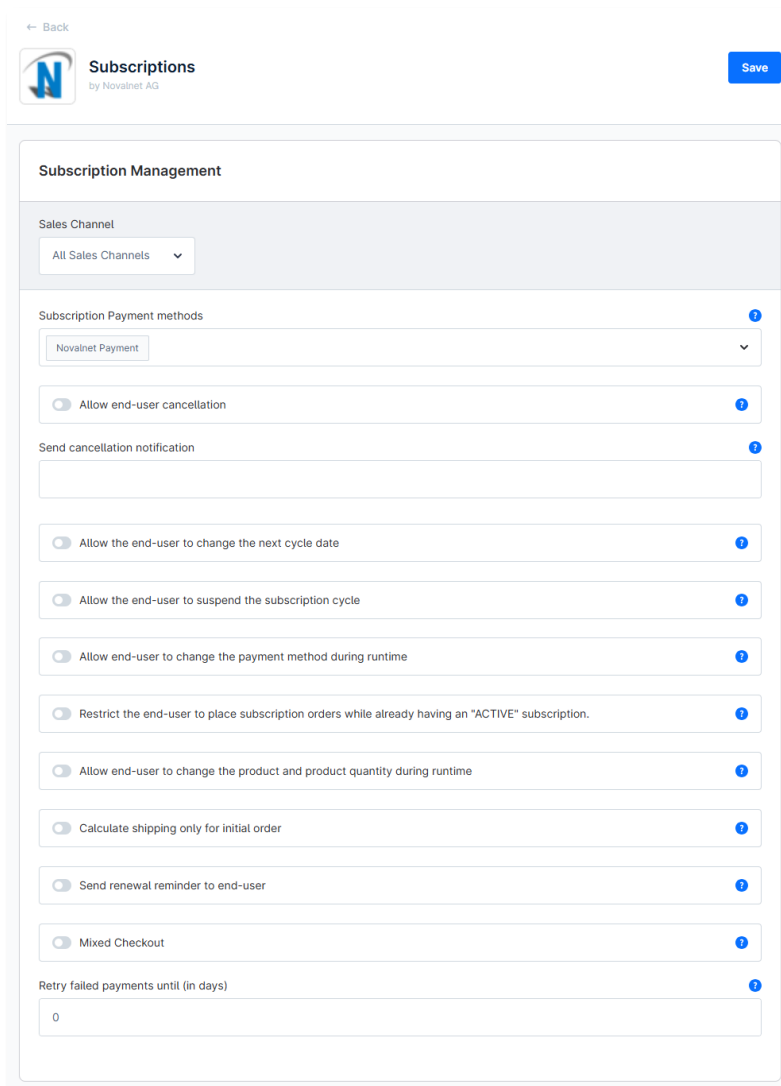 ← Back
N
Subscriptions
by Novalnet AG
Save
Subscription Management
Sales Channel
All Sales Channels
Subscription Payment methods
?
Novalnet Payment
Allow end-user cancellation
?
Send cancellation notification
?
Allow the end-user to change the next cycle date
?
Allow the end-user to suspend the subscription cycle
?
Allow end-user to change the payment method during runtime
?
Restrict the end-user to place subscription orders while already having an "ACTIVE" subscription.
?
Allow end-user to change the product and product quantity during runtime
?
Calculate shipping only for initial order
?
Send renewal reminder to end-user
?
Mixed Checkout
?
Retry failed payments until (in days)
?
0